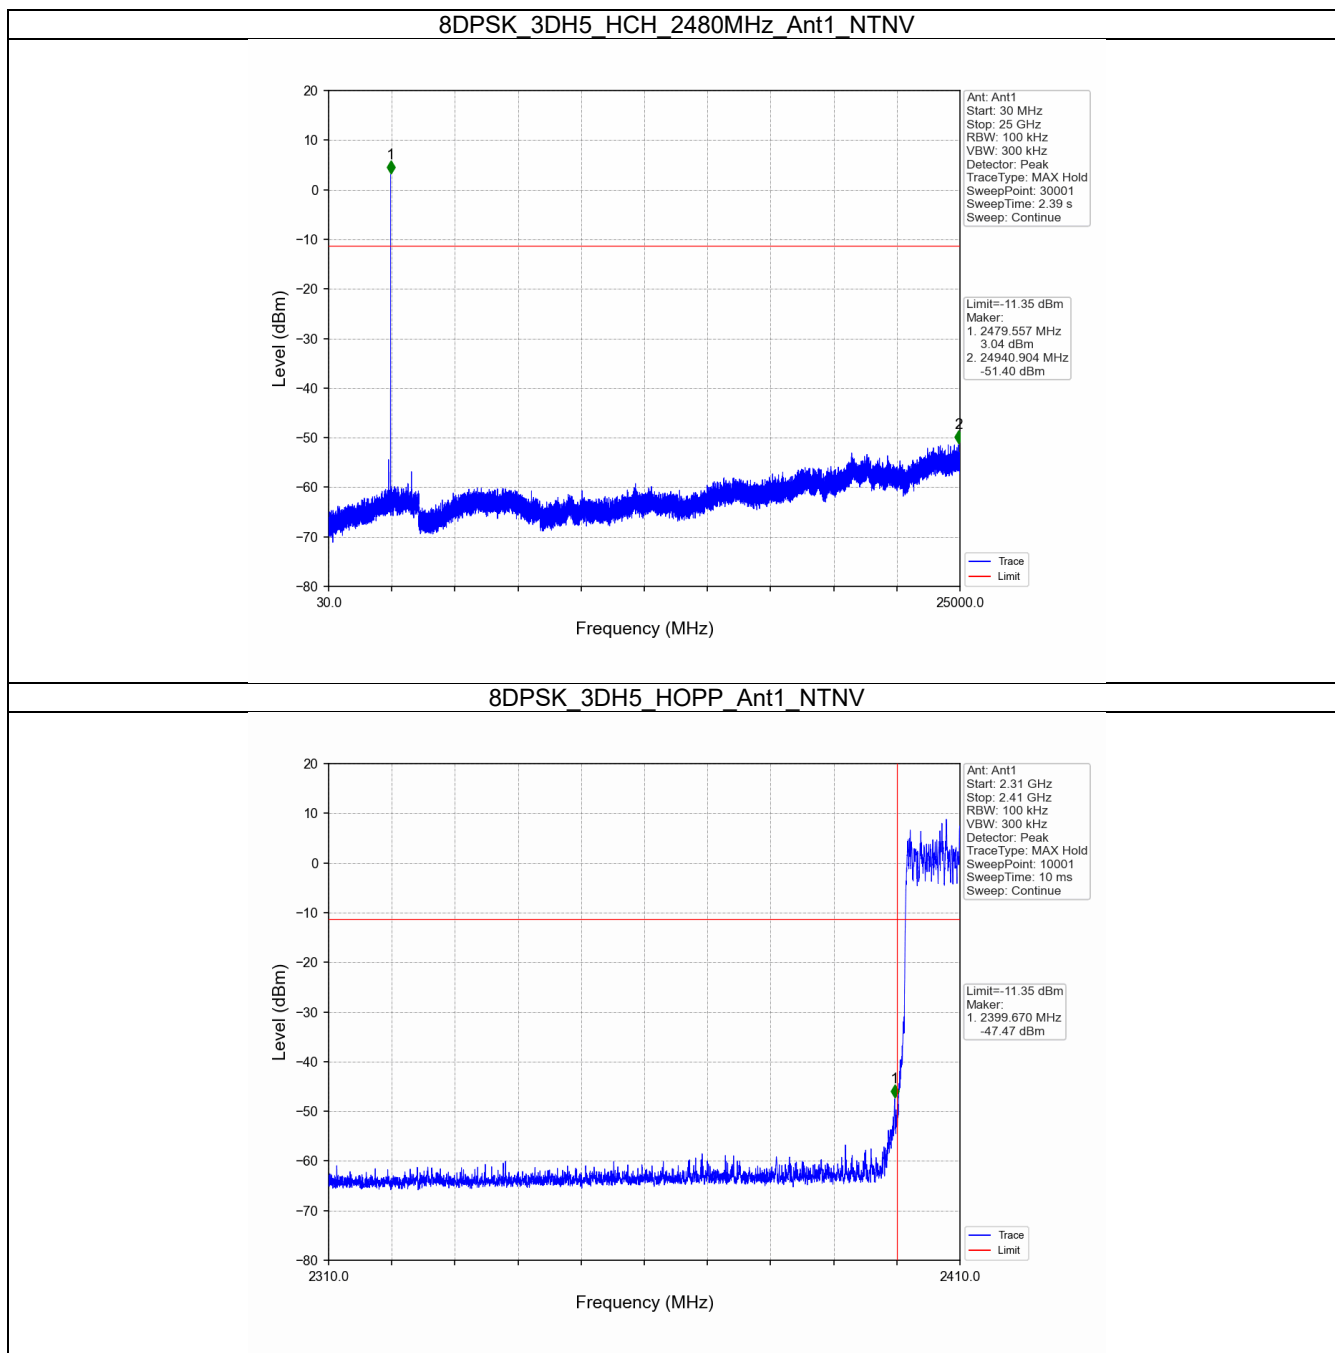 8DPSK_3DH5_HCH_2480MHz_Ant1_NTNV
20
10
0
−10
−20
−30
−40
−50
−60
−70
−80
Level (dBm)
1
2
30.0
25000.0
Frequency (MHz)
Ant: Ant1
Start: 30 MHz
Stop: 25 GHz
RBW: 100 kHz
VBW: 300 kHz
Detector: Peak
TraceType: MAX Hold
SweepPoint: 30001
SweepTime: 2.39 s
Sweep: Continue
Limit=-11.35 dBm
Maker:
1. 2479.557 MHz
3.04 dBm
2. 24940.904 MHz
-51.40 dBm
Trace
Limit
8DPSK_3DH5_HOPP_Ant1_NTNV
20
10
0
−10
−20
−30
−40
−50
−60
−70
−80
Level (dBm)
1
2310.0
2410.0
Frequency (MHz)
Ant: Ant1
Start: 2.31 GHz
Stop: 2.41 GHz
RBW: 100 kHz
VBW: 300 kHz
Detector: Peak
TraceType: MAX Hold
SweepPoint: 10001
SweepTime: 10 ms
Sweep: Continue
Limit=-11.35 dBm
Maker:
1. 2399.670 MHz
-47.47 dBm
Trace
Limit